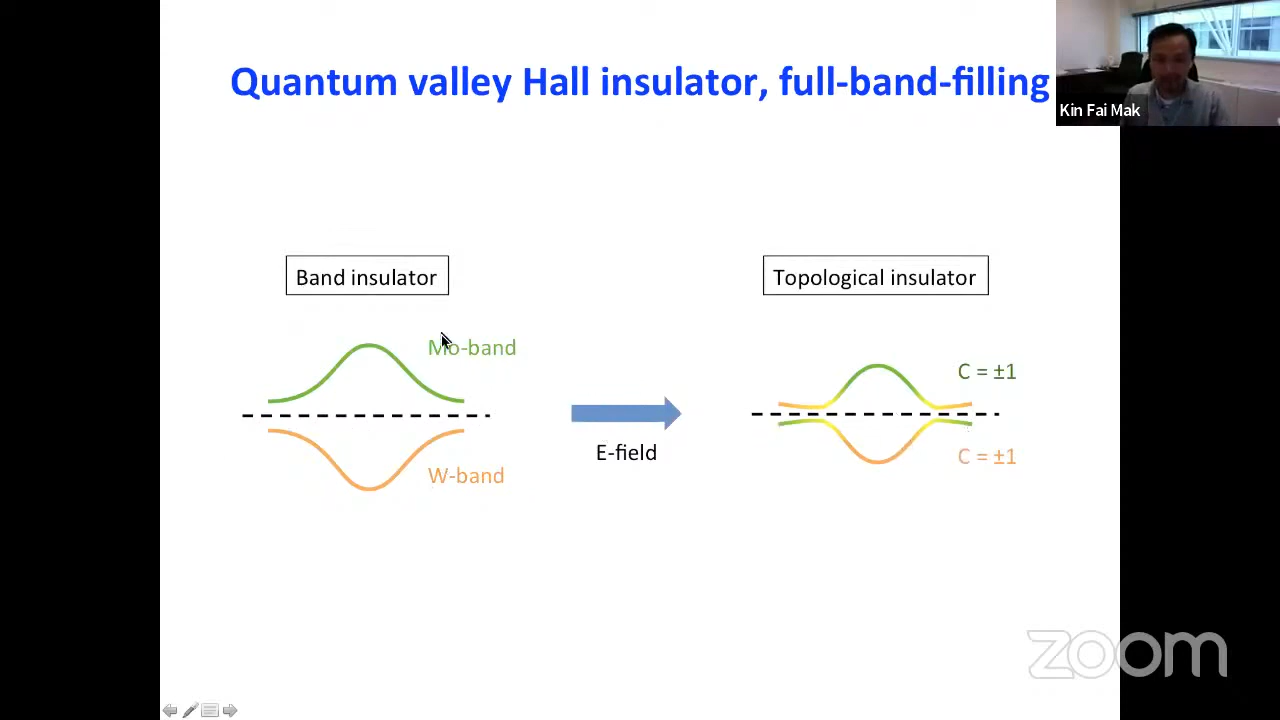 Quantum valley Hall insulator, full-band-filling
Kin Fai Mak
Band insulator
Topological insulator
Mo-band
C = ±1
E-field
C = ±1
W-band
zoom